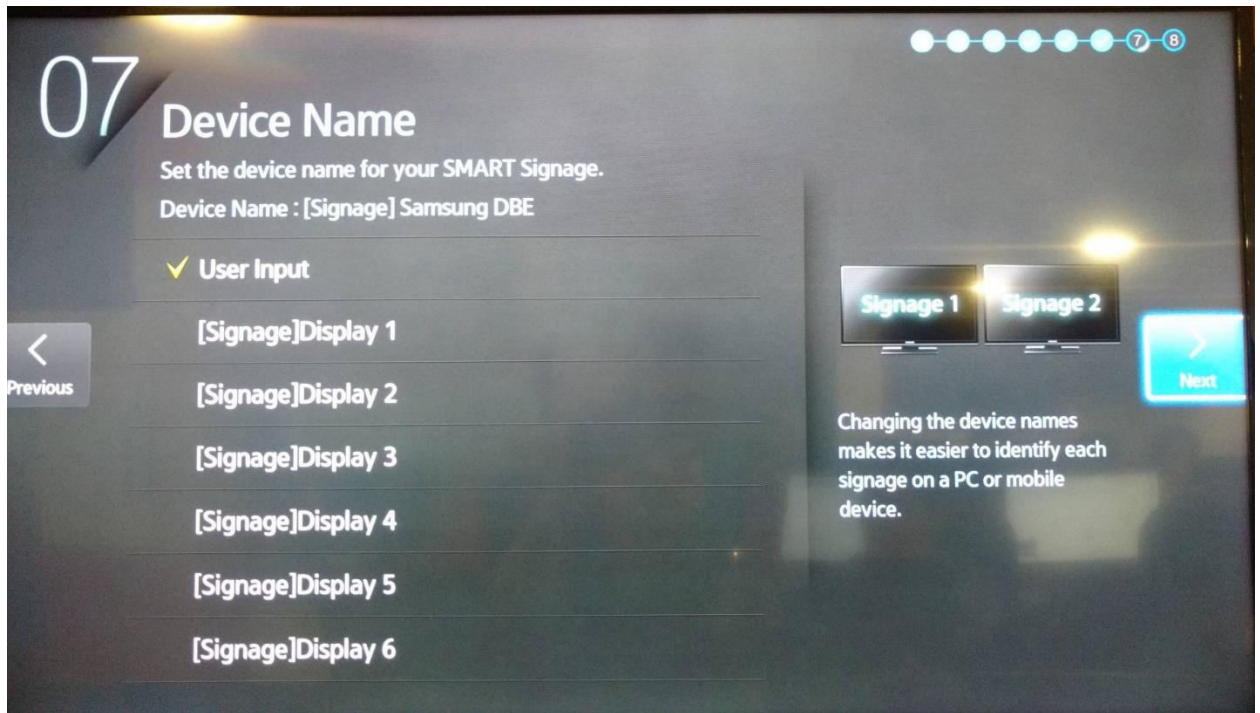 07
7 8
Device Name
Set the device name for your SMART Signage.
Device Name : [Signage] Samsung DBE
User Input
[Signage]Display 1
[Signage]Display 2
[Signage]Display 3
[Signage]Display 4
[Signage]Display 5
[Signage]Display 6
Previous
Signage 1
Signage 2
Changing the device names
makes it easier to identify each
signage on a PC or mobile
device.
Next